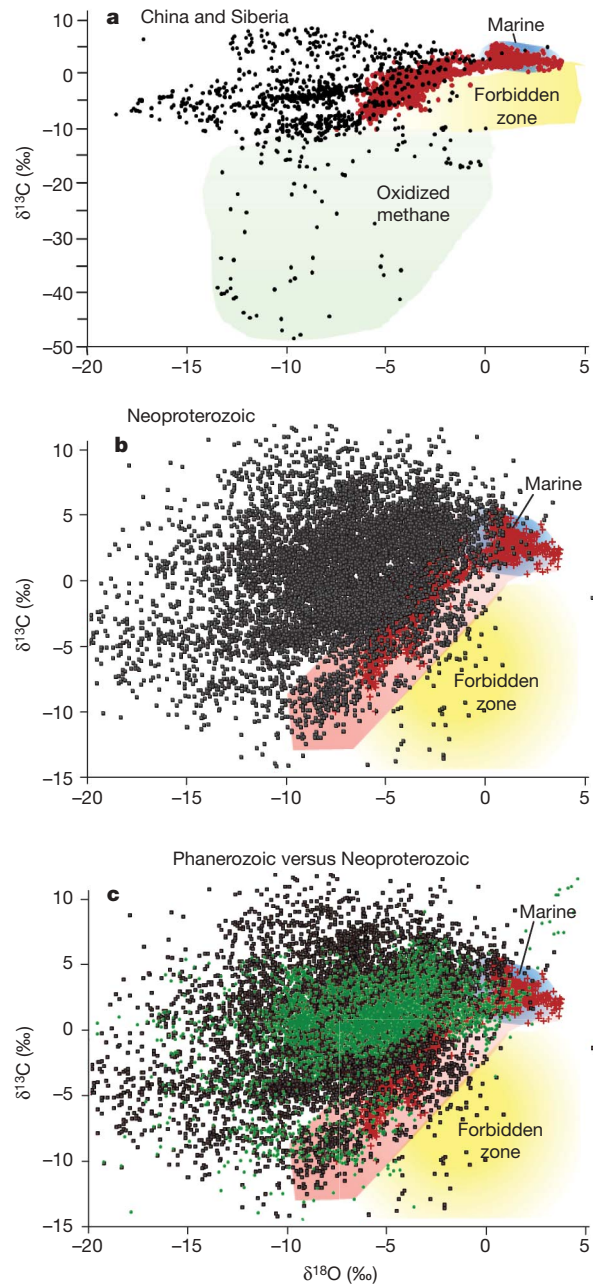 a China and Siberia
10
5
0
−5
−10
−20
−30
−40
−50
δ13C (‰)
Marine
Forbidden
zone
Oxidized
methane
−20 −15 −10 −5 0 5
Neoproterozoic
b
10
5
0
−5
−10
−15
δ13C (‰)
Marine
Forbidden
zone
−20 −15 −10 −5 0 5
Phanerozoic versus Neoproterozoic
c
10
5
0
−5
−10
−15
δ13C (‰)
Marine
Forbidden
zone
−20 −15 −10 −5 0 5
δ18O (‰)